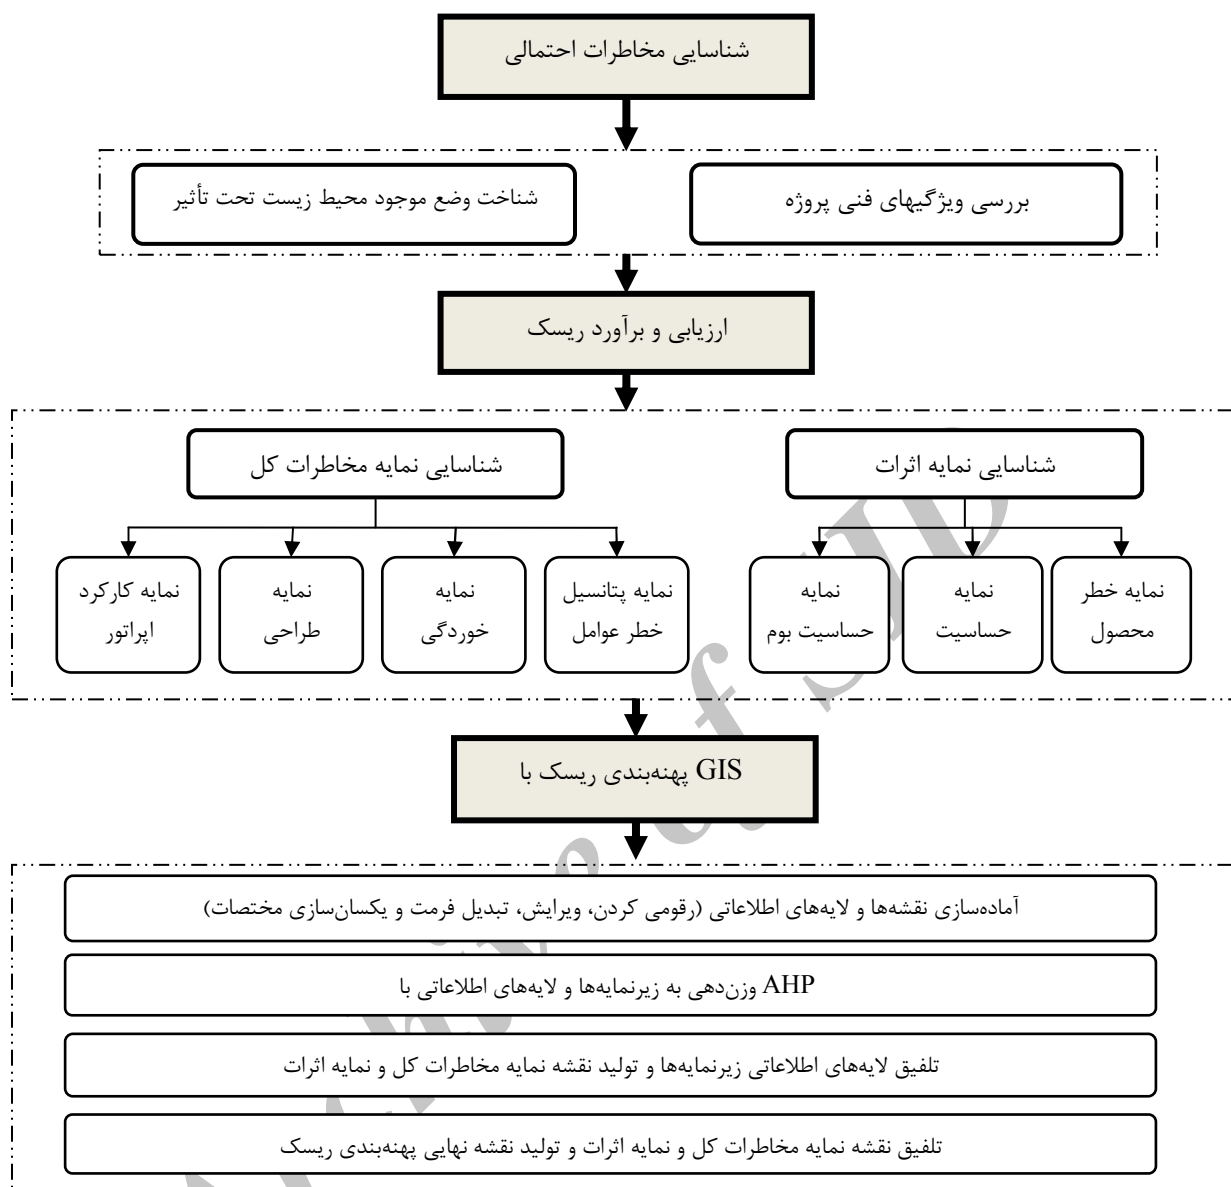 شناسایی مخاطرات احتمالی
بررسی ویژگیهای فنی پروژه
شناخت وضع موجود محیط زیست تحت تأثیر
ارزیابی و برآورد ریسک
شناسایی نمایه اثرات
شناسایی نمایه مخاطرات کل
نمایه خطر
محصول
نمایه
حساسیت
نمایه
حساسیت بوم
نمایه پتانسیل
خطر عوامل
نمایه
خوردگی
نمایه
طراحی
نمایه کارکرد
اپراتور
GIS پهنه‌بندی ریسک با
آماده‌سازی نقشه‌ها و لایه‌های اطلاعاتی (رقومی کردن، ویرایش، تبدیل فرمت و یکسان‌سازی مختصات)
AHP وزن‌دهی به زیرنمایه‌ها و لایه‌های اطلاعاتی با
تلفیق لایه‌های اطلاعاتی زیرنمایه‌ها و تولید نقشه نمایه مخاطرات کل و نمایه اثرات
تلفیق نقشه نمایه مخاطرات کل و نمایه اثرات و تولید نقشه نهایی پهنه‌بندی ریسک
Archive of SID